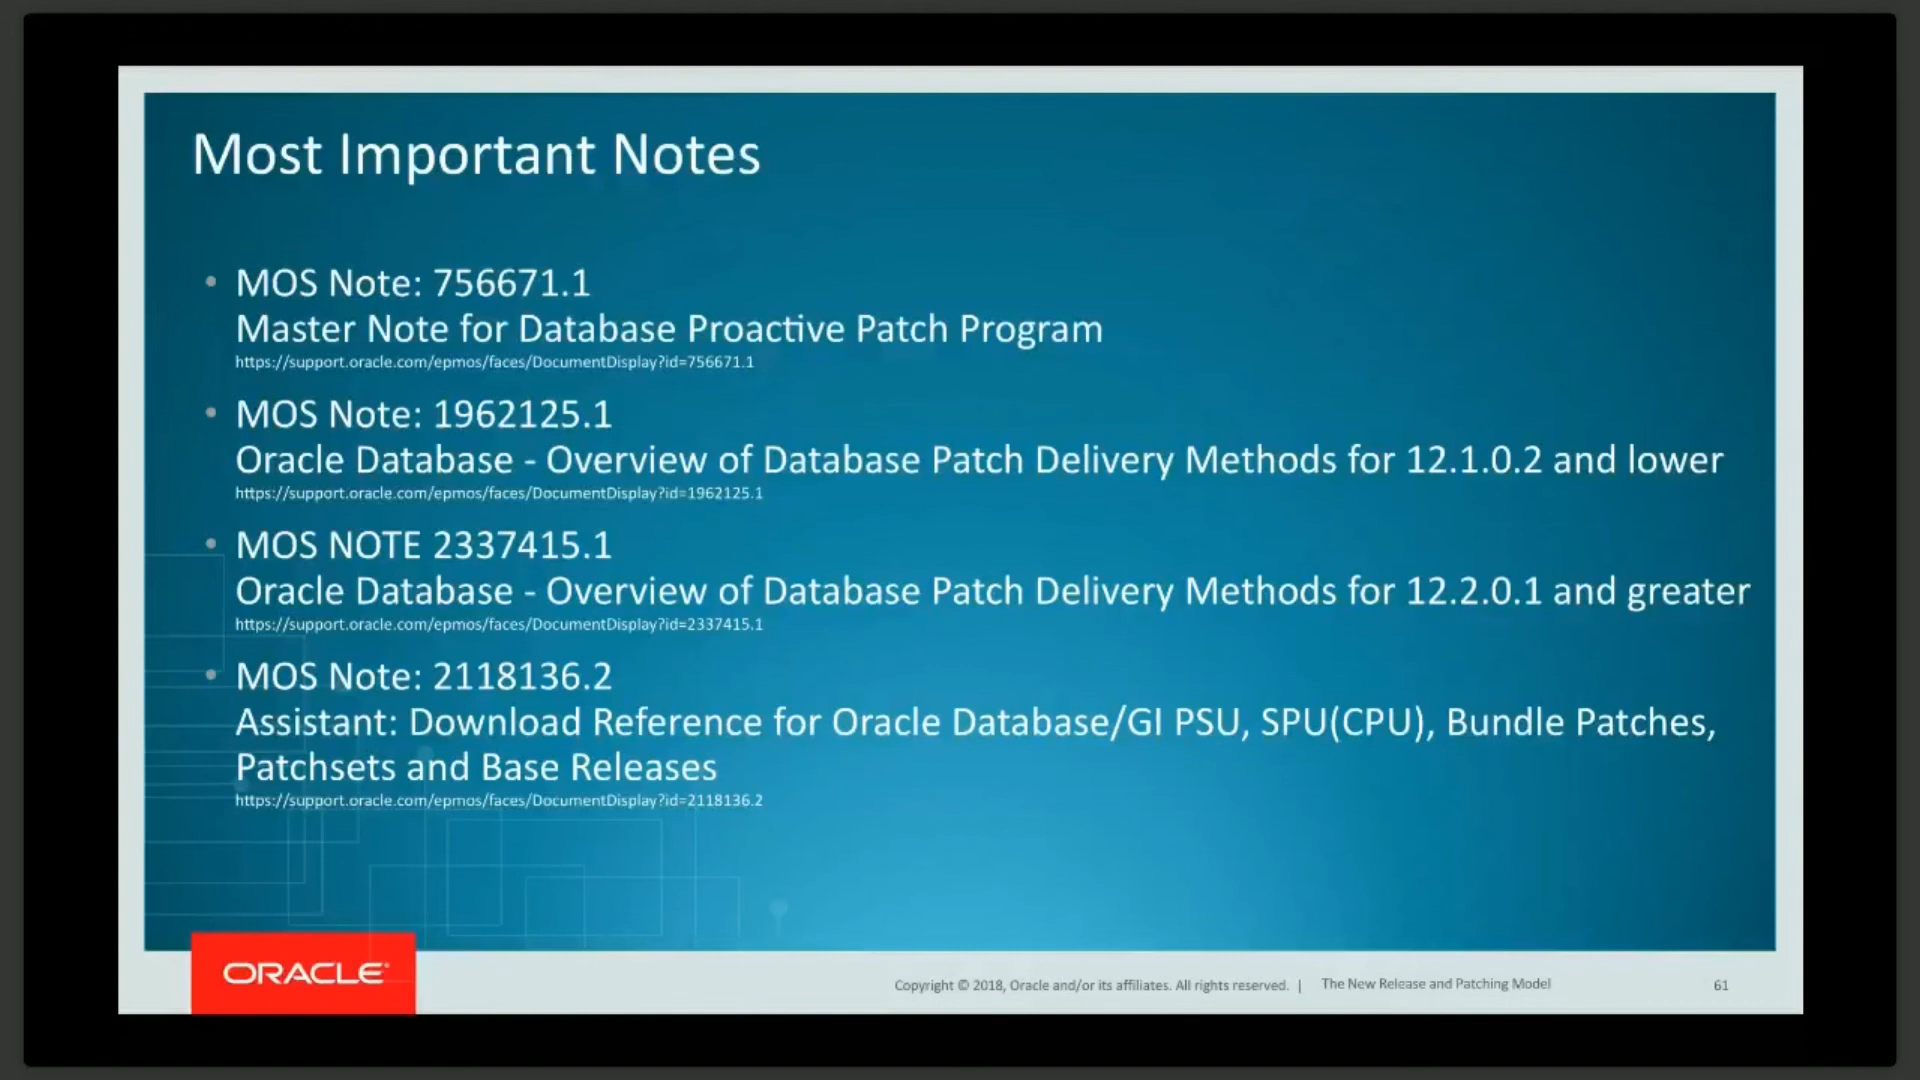 Most Important Notes
• MOS Note: 756671.1
Master Note for Database Proactive Patch Program
https://support.oracle.com/epmos/faces/DocumentDisplay?id=756671.1
• MOS Note: 1962125.1
Oracle Database - Overview of Database Patch Delivery Methods for 12.1.0.2 and lower
https://support.oracle.com/epmos/faces/DocumentDisplay?id=1962125.1
• MOS NOTE 2337415.1
Oracle Database - Overview of Database Patch Delivery Methods for 12.2.0.1 and greater
https://support.oracle.com/epmos/faces/DocumentDisplay?id=2337415.1
• MOS Note: 2118136.2
Assistant: Download Reference for Oracle Database/GI PSU, SPU(CPU), Bundle Patches,
Patchsets and Base Releases
https://support.oracle.com/epmos/faces/DocumentDisplay?id=2118136.2
ORACLE®
Copyright © 2018, Oracle and/or its affiliates. All rights reserved. | The New Release and Patching Model 61